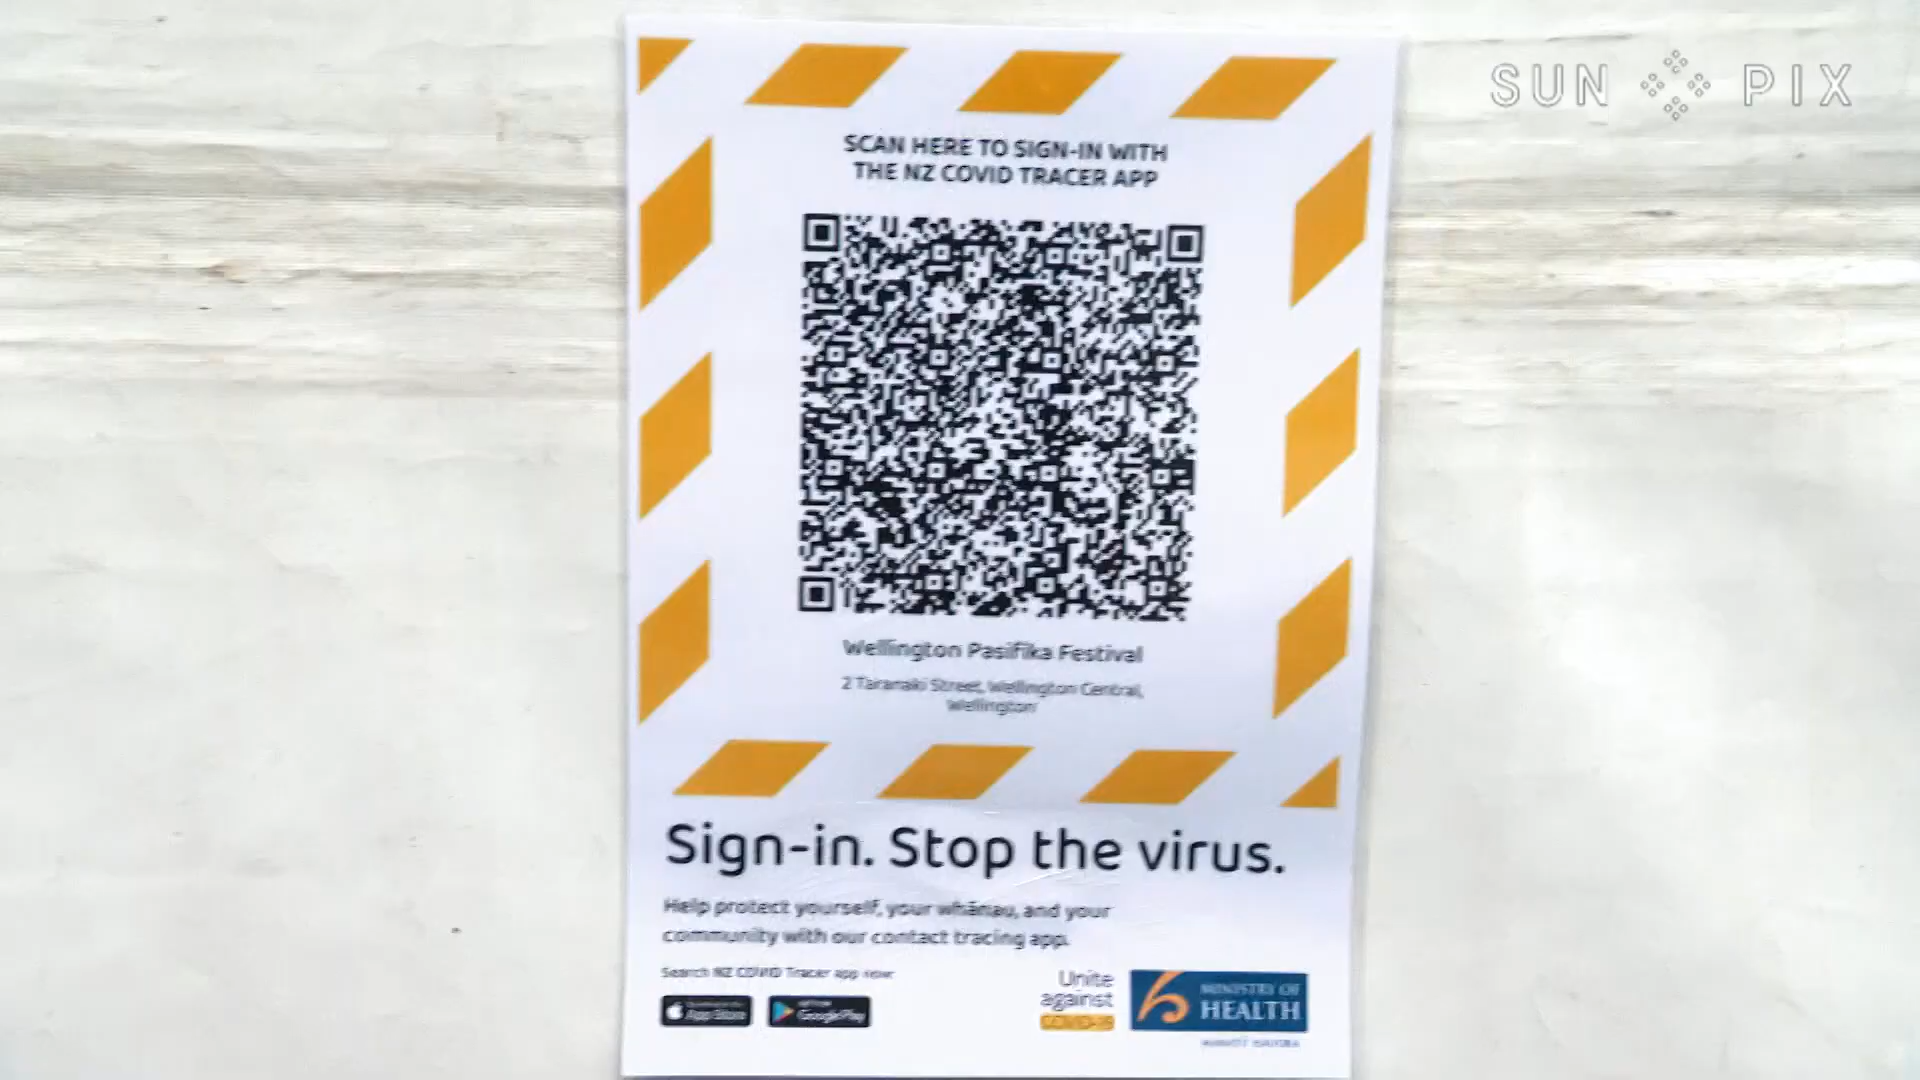 SUN PIX
SCAN HERE TO SIGN-IN WITH
THE NZ COVID TRACER APP
Wellington Pasifika Festival
2 Taranaki Street, Wellington Central,
Wellington
Sign-in. Stop the virus.
Help protect yourself, your whānau, and your
community with our contact tracing app.
Search NZ COVID Tracer app now:
App Store
Google Play
Unite
against
COVID-19
MINISTRY OF
HEALTH